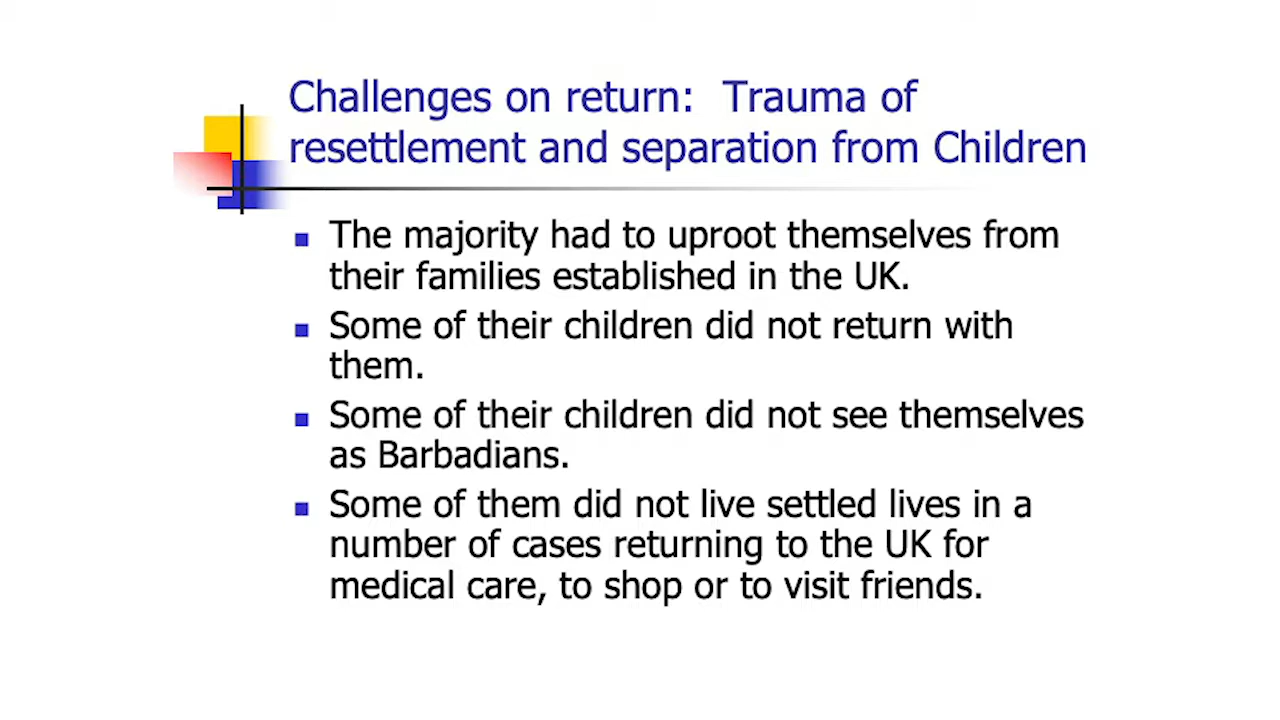 Challenges on return:  Trauma of
resettlement and separation from Children
The majority had to uproot themselves from
their families established in the UK.
Some of their children did not return with
them.
Some of their children did not see themselves
as Barbadians.
Some of them did not live settled lives in a
number of cases returning to the UK for
medical care, to shop or to visit friends.